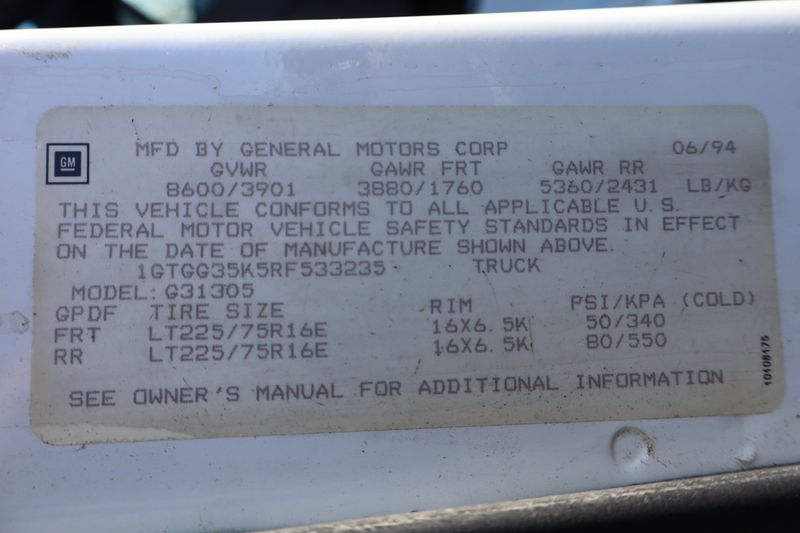 GM
MFD BY GENERAL MOTORS CORP 06/94
GVWR GAWR FRT GAWR RR
8600/3901 3880/1760 5360/2431 LB/KG
THIS VEHICLE CONFORMS TO ALL APPLICABLE U.S.
FEDERAL MOTOR VEHICLE SAFETY STANDARDS IN EFFECT
ON THE DATE OF MANUFACTURE SHOWN ABOVE.
1GTGG35K5RF533235 TRUCK
MODEL:G31305
GPDF TIRE SIZE RIM PSI/KPA (COLD)
FRT LT225/75R16E 16X6.5K 50/340
RR LT225/75R16E 16X6.5K 80/550
SEE OWNER'S MANUAL FOR ADDITIONAL INFORMATION
10108175